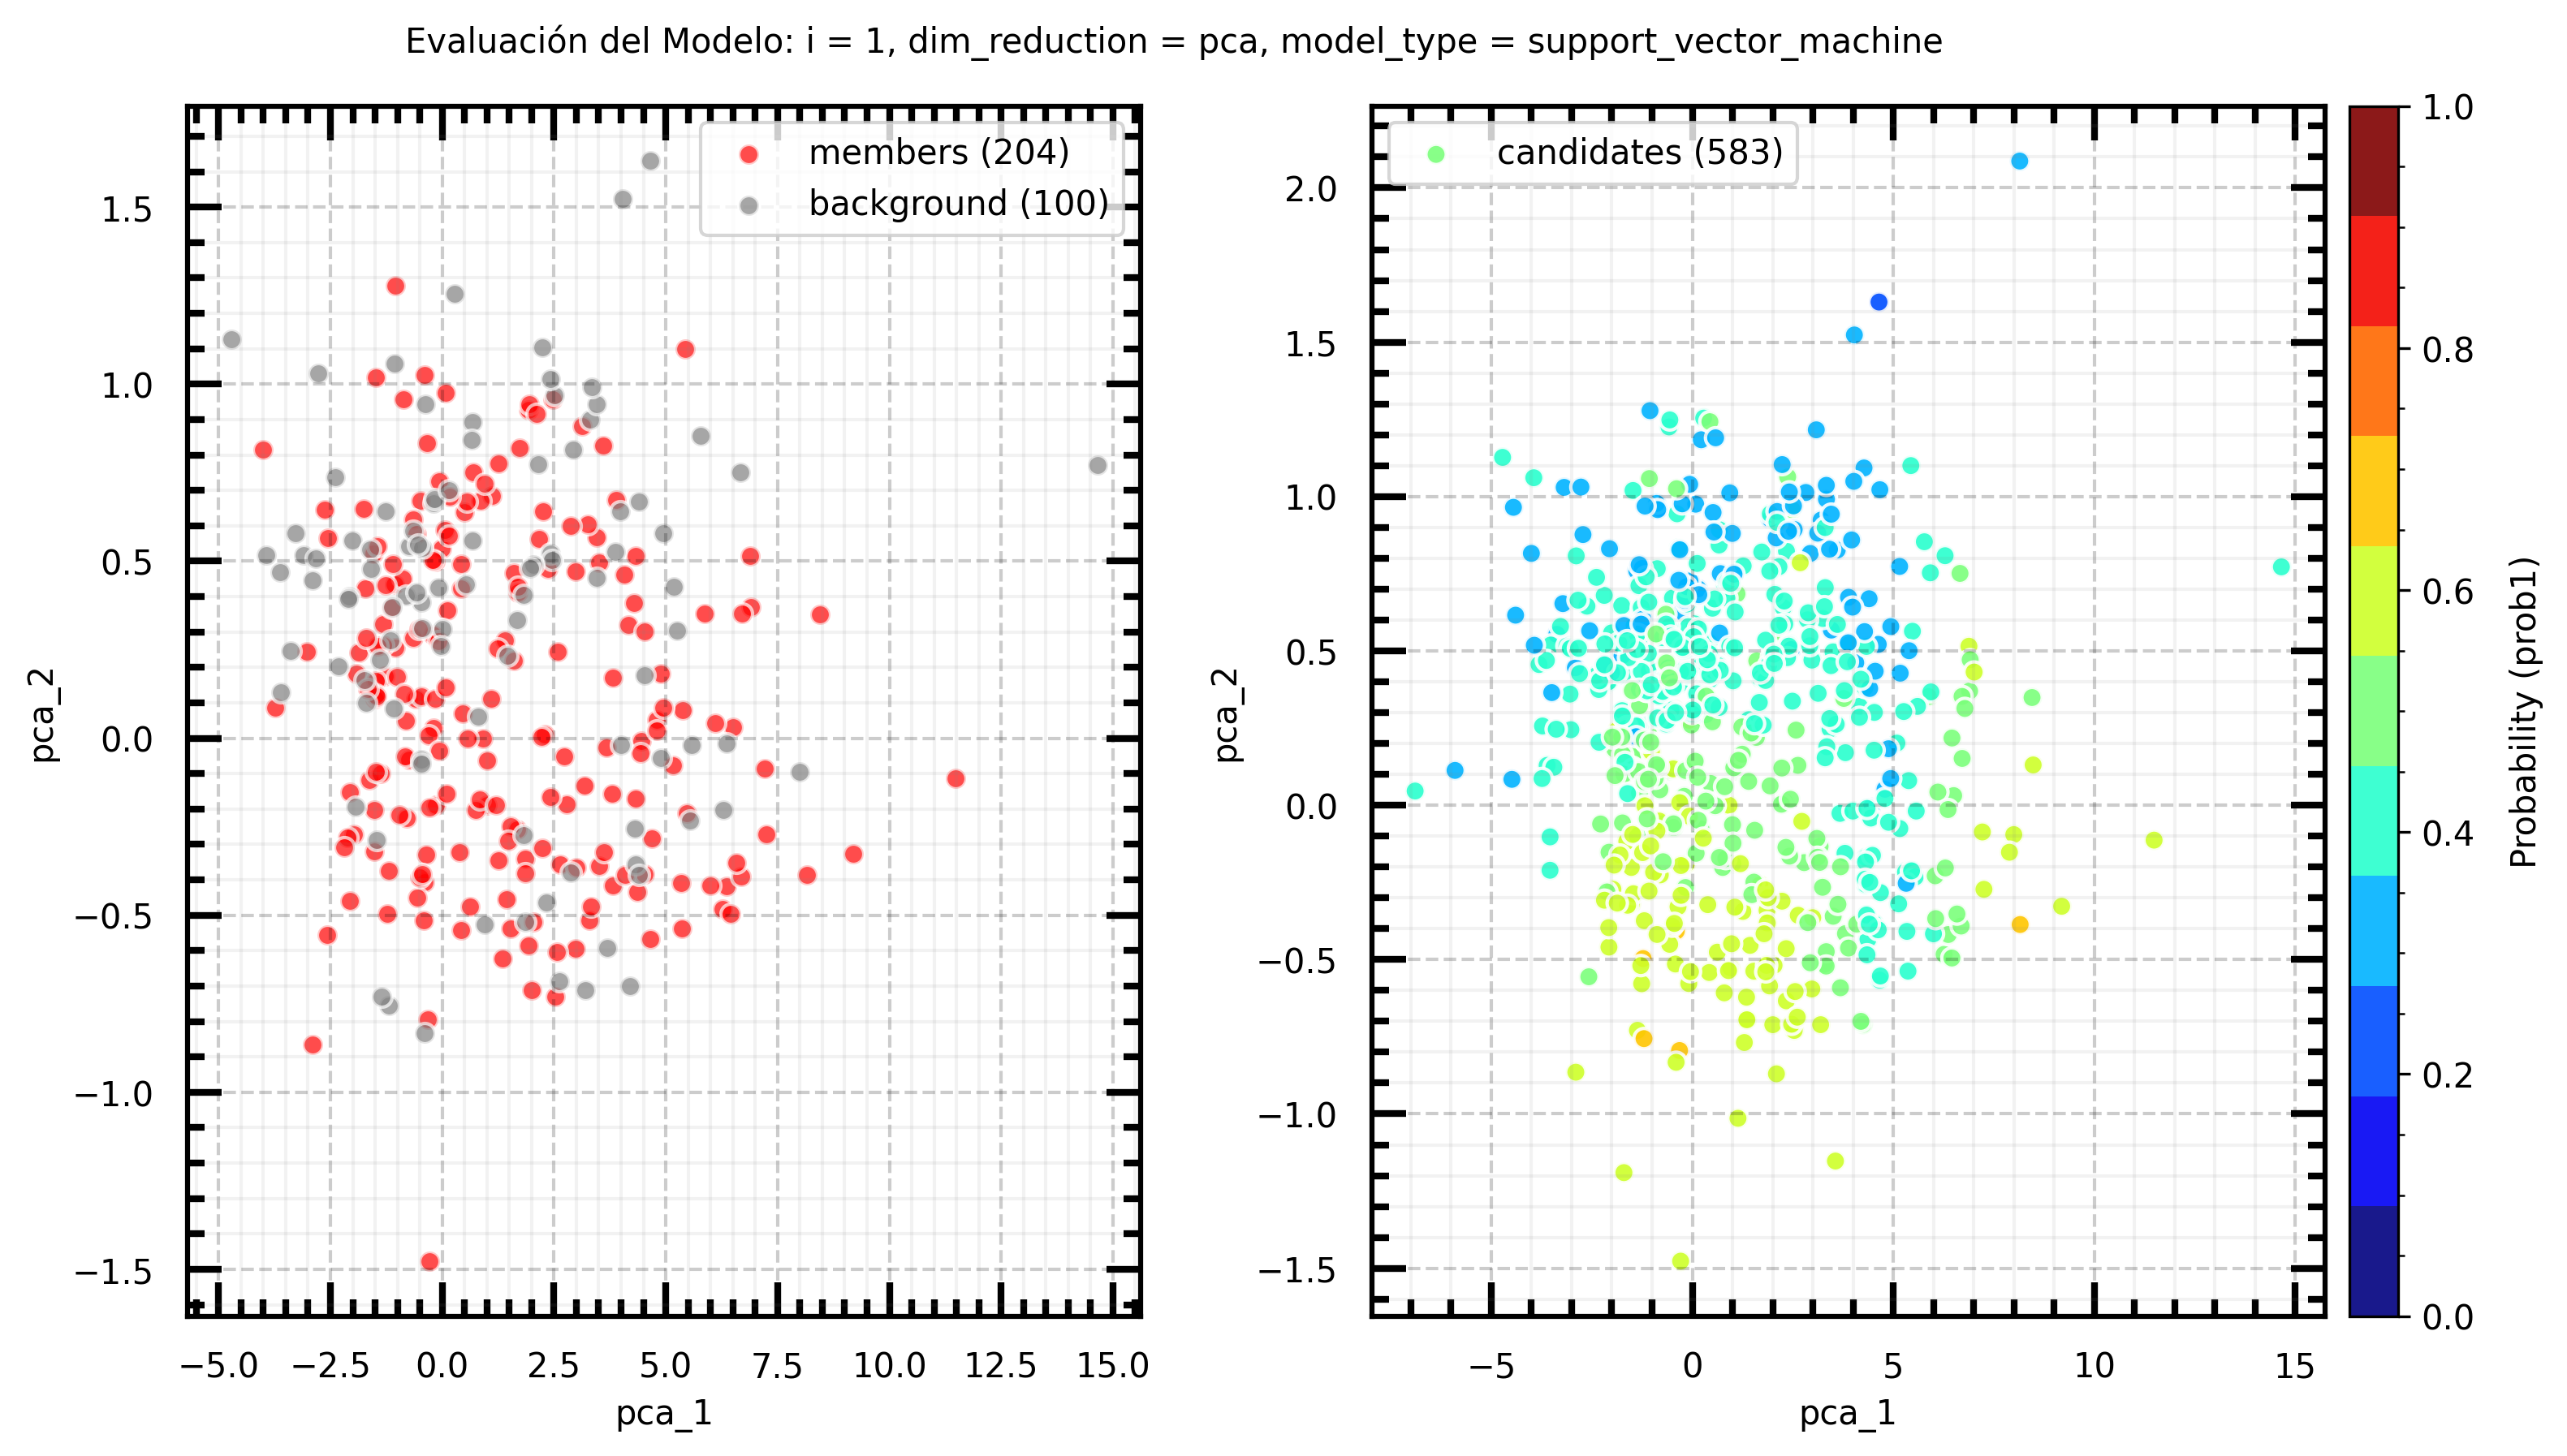 Evaluación del Modelo: i = 1, dim_reduction = pca, model_type = support_vector_machine
members (204)
background (100)
1.5
1.0
0.5
0.0
−0.5
−1.0
−1.5
pca_2
−5.0 −2.5 0.0 2.5 5.0 7.5 10.0 12.5 15.0
pca_1
candidates (583)
2.0
1.5
1.0
0.5
0.0
−0.5
−1.0
−1.5
pca_2
−5 0 5 10 15
pca_1
1.0
0.8
0.6
0.4
0.2
0.0
Probability (prob1)